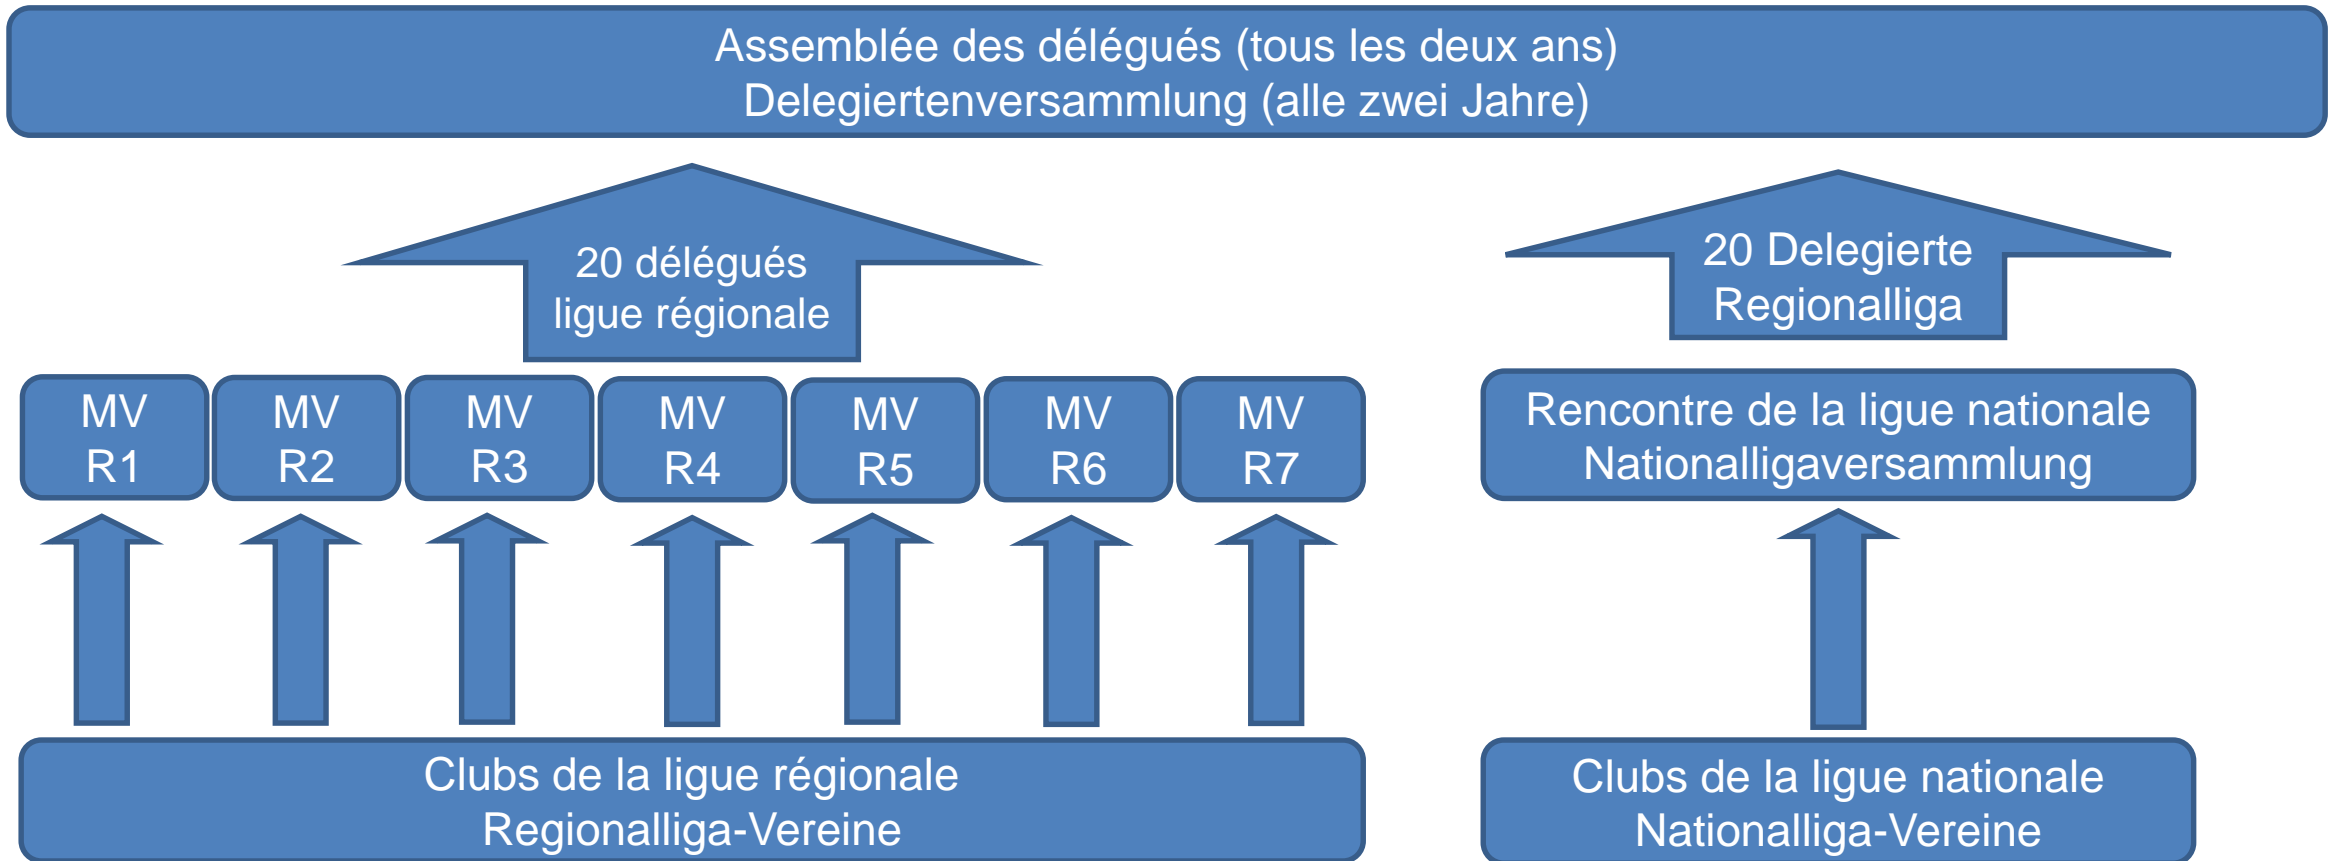 Assemblée des délégués (tous les deux ans)
Delegiertenversammlung (alle zwei Jahre)
20 délégués
ligue régionale
20 Delegierte
Regionalliga
MV
R1
MV
R2
MV
R3
MV
R4
MV
R5
MV
R6
MV
R7
Rencontre de la ligue nationale
Nationalligaversammlung
Clubs de la ligue régionale
Regionalliga-Vereine
Clubs de la ligue nationale
Nationalliga-Vereine